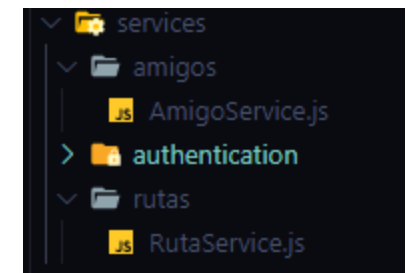 services
amigos
JS AmigoService.js
authentication
rutas
JS RutaService.js